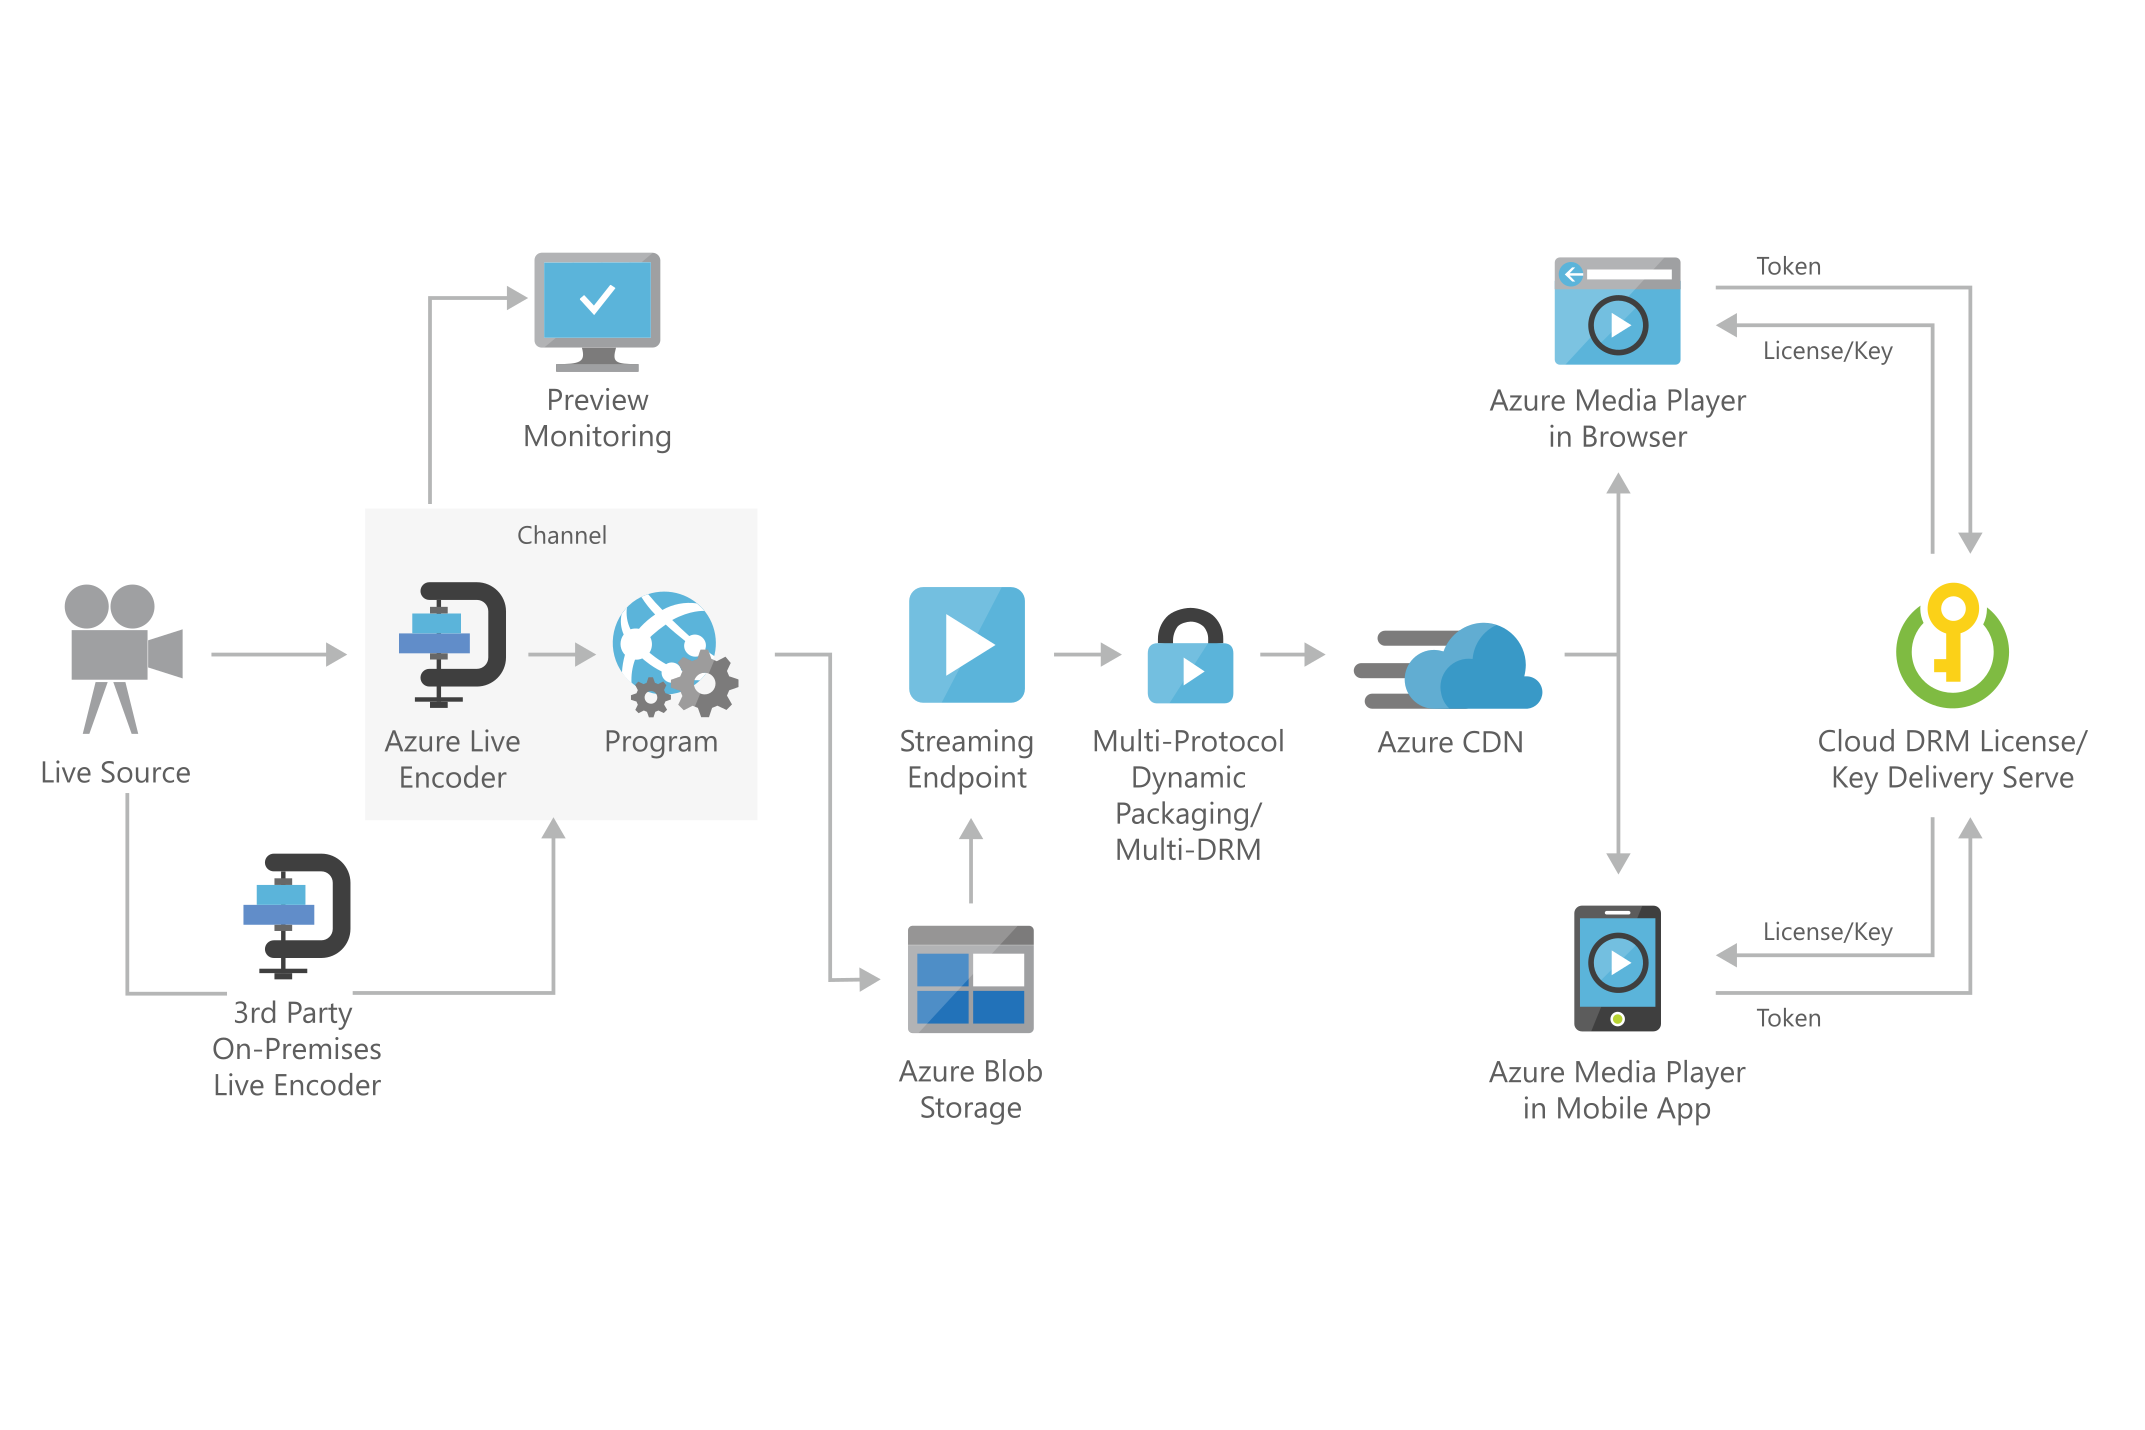 Preview
Monitoring
Channel
Live Source
Azure Live
Encoder
Program
3rd Party
On-Premises
Live Encoder
Streaming
Endpoint
Azure Blob
Storage
Multi-Protocol
Dynamic
Packaging/
Multi-DRM
Azure CDN
Azure Media Player
in Browser
Token
License/Key
Cloud DRM License/
Key Delivery Serve
License/Key
Token
Azure Media Player
in Mobile App